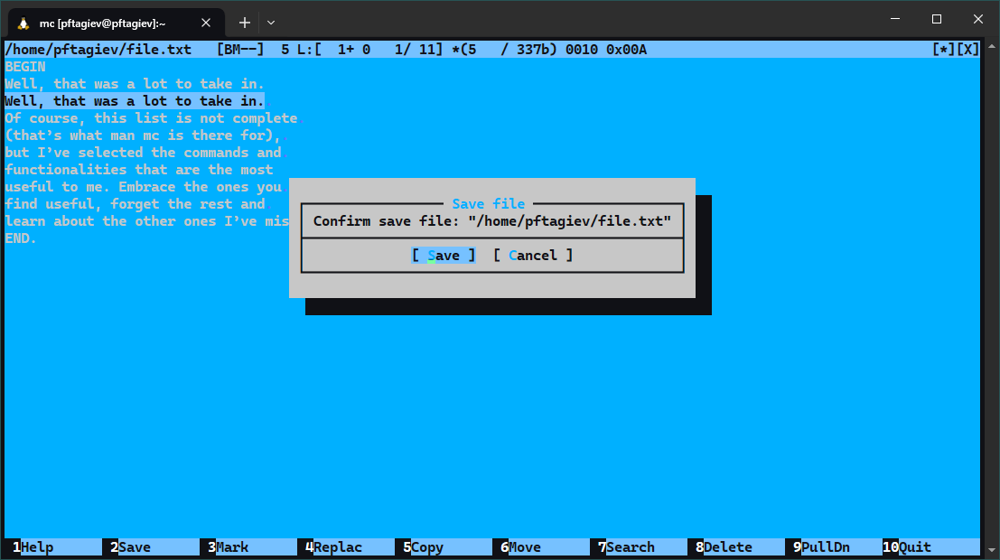 mc [pftagiev@pftagiev]:~
/home/pftagiev/file.txt [BM--] 5 L:[ 1+ 0 1/ 11] *(5 / 337b) 0010 0x00A [*][X]
BEGIN
Well, that was a lot to take in.
Well, that was a lot to take in.
Of course, this list is not complete
(that's what man mc is there for),
but I've selected the commands and
functionalities that are the most
useful to me. Embrace the ones you
find useful, forget the rest and
learn about the other ones I've mis
END.
Save file
Confirm save file: "/home/pftagiev/file.txt"
[ Save ] [ Cancel ]
1Help 2Save 3Mark 4Replac 5Copy 6Move 7Search 8Delete 9PullDn 10Quit